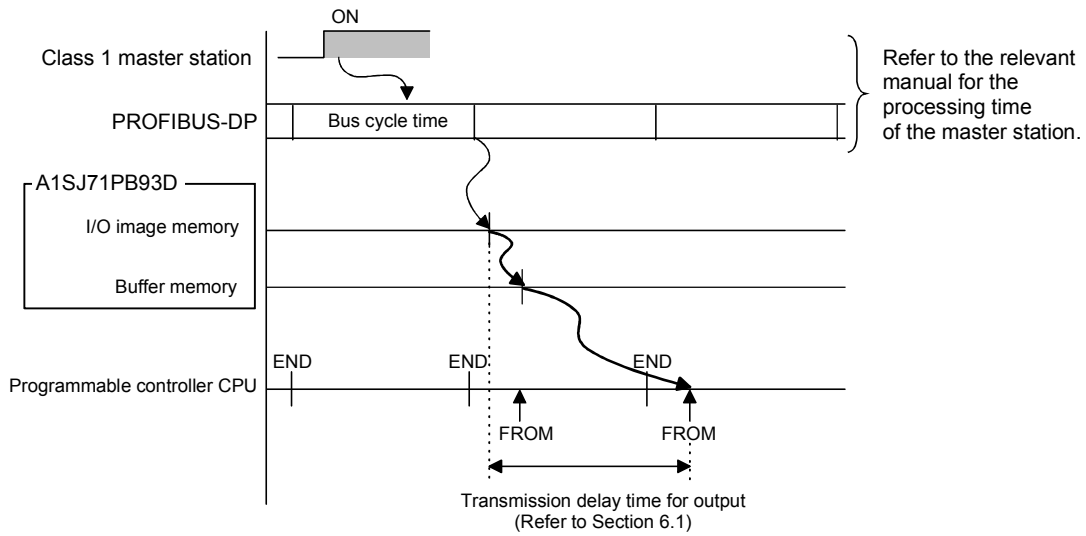 ON
Class 1 master station
Refer to the relevant
manual for the
processing time
of the master station.
PROFIBUS-DP
Bus cycle time
A1SJ71PB93D
I/O image memory
Buffer memory
END
END
END
Programmable controller CPU
FROM
FROM
Transmission delay time for output
(Refer to Section 6.1)